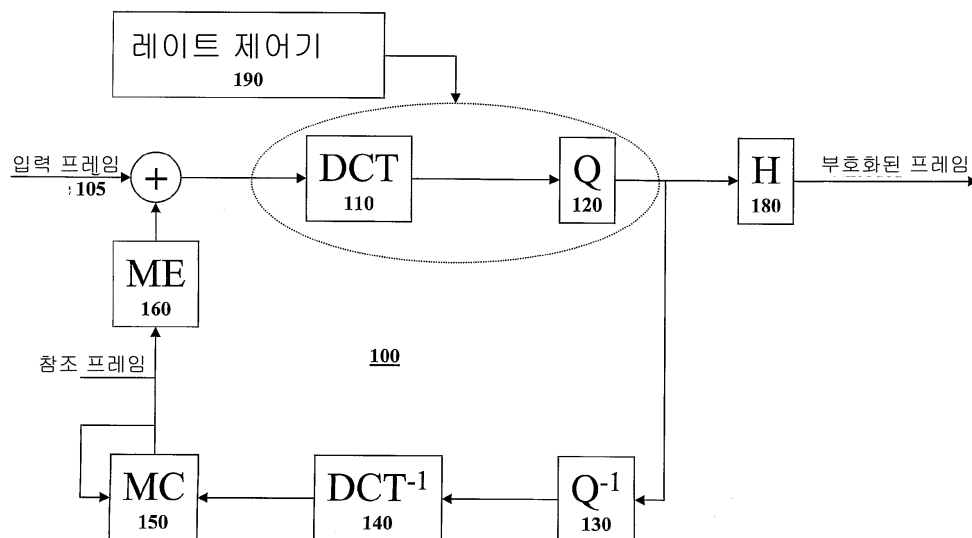 레이트 제어기
190
입력 프레임
105
+
DCT
110
Q
120
H
180
부호화된 프레임
ME
160
참조 프레임
100
MC
150
DCT-1
140
Q-1
130